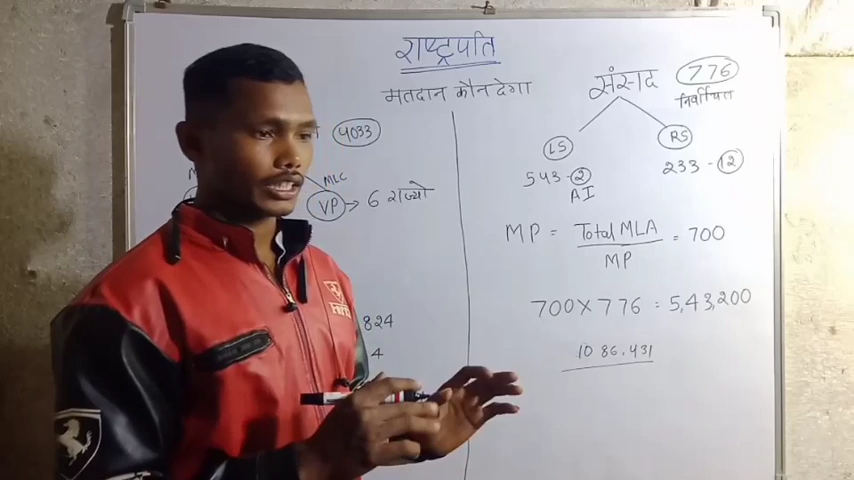 राष्ट्रपति
मतदान कौन देगा
4033
MLC
VP → 6 राज्यो
824
4
संसद 776
निर्वाचित
LS RS
543 - 2 233 - 12
AI
MP = Total MLA / MP = 700
700 X 776 = 5,43,200
10 86,431